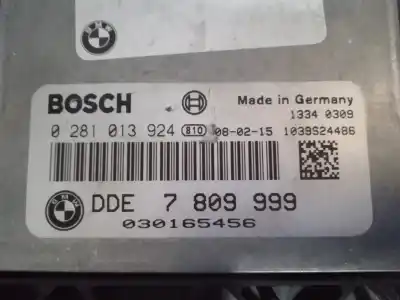 BOSCH
Made in Germany
1334 0309
0 281 013 924 810 08-02-15 1039S24486
BMW DDE 7 809 999
030165456